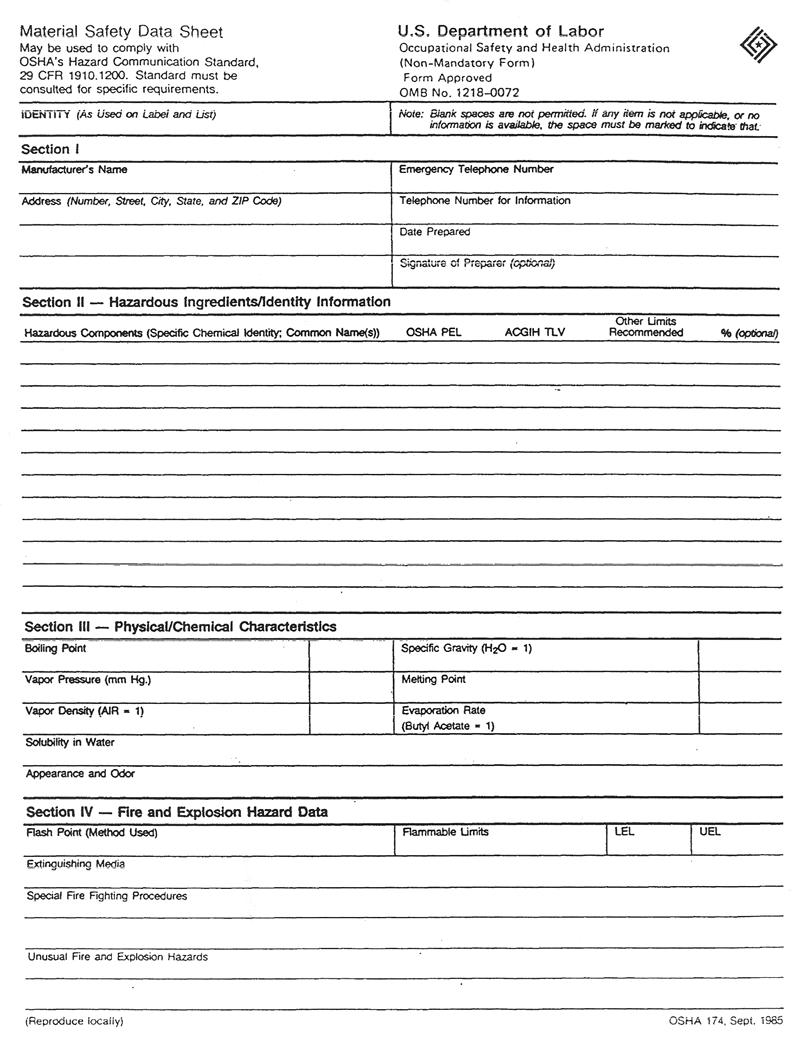 Material Safety Data Sheet
May be used to comply with
OSHA's Hazard Communication Standard,
29 CFR 1910.1200. Standard must be
consulted for specific requirements.
U.S. Department of Labor
Occupational Safety and Health Administration
(Non-Mandatory Form)
Form Approved
OMB No. 1218-0072
IDENTITY (As Used on Label and List)
Note: Blank spaces are not permitted. If any item is not applicable, or no
information is available, the space must be marked to indicate that.
Section I
Manufacturer's Name
Emergency Telephone Number
Address (Number, Street, City, State, and ZIP Code)
Telephone Number for Information
Date Prepared
Signature of Preparer (optional)
Section II — Hazardous Ingredients/Identity Information
Hazardous Components (Specific Chemical Identity; Common Name(s))
OSHA PEL
ACGIH TLV
Other Limits
Recommended
% (optional)
Section III — Physical/Chemical Characteristics
Boiling Point
Specific Gravity (H₂O = 1)
Vapor Pressure (mm Hg.)
Melting Point
Vapor Density (AIR = 1)
Evaporation Rate
(Butyl Acetate = 1)
Solubility in Water
Appearance and Odor
Section IV — Fire and Explosion Hazard Data
Flash Point (Method Used)
Flammable Limits
LEL
UEL
Extinguishing Media
Special Fire Fighting Procedures
Unusual Fire and Explosion Hazards
(Reproduce locally)
OSHA 174, Sept. 1985